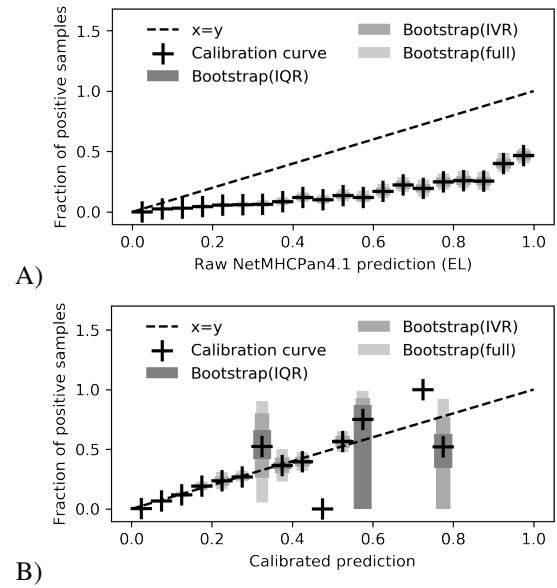 x=y
Calibration curve
Bootstrap(IQR)
Bootstrap(IVR)
Bootstrap(full)
Fraction of positive samples
1.5
1.0
0.5
0.0
0.0 0.2 0.4 0.6 0.8 1.0
Raw NetMHCPan4.1 prediction (EL)
A)
x=y
Calibration curve
Bootstrap(IQR)
Bootstrap(IVR)
Bootstrap(full)
Fraction of positive samples
1.5
1.0
0.5
0.0
0.0 0.2 0.4 0.6 0.8 1.0
Calibrated prediction
B)